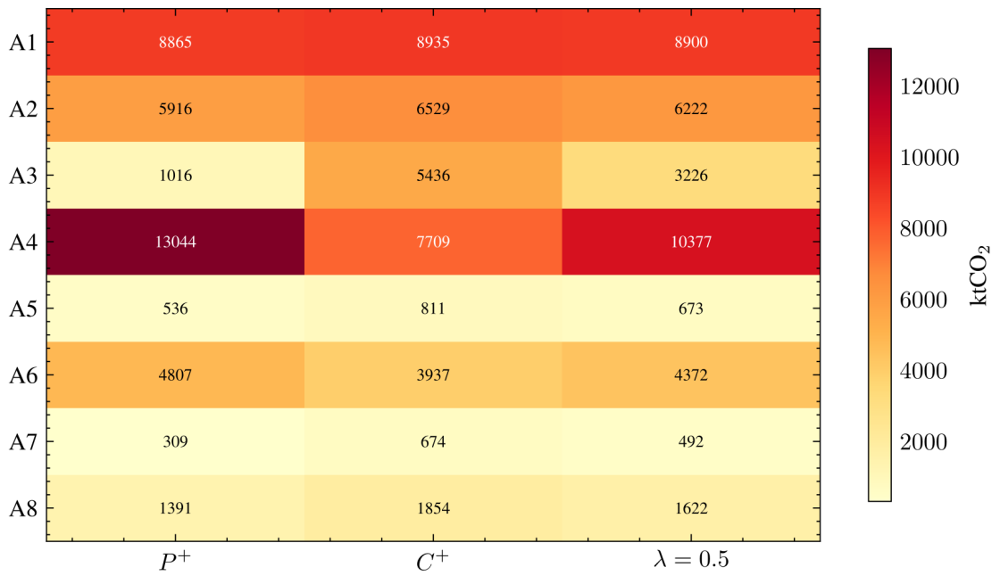 A1 8865 8935 8900
A2 5916 6529 6222
A3 1016 5436 3226
A4 13044 7709 10377
A5 536 811 673
A6 4807 3937 4372
A7 309 674 492
A8 1391 1854 1622
P⁺ C⁺ λ = 0.5
12000
10000
8000
6000
4000
2000
ktCO₂